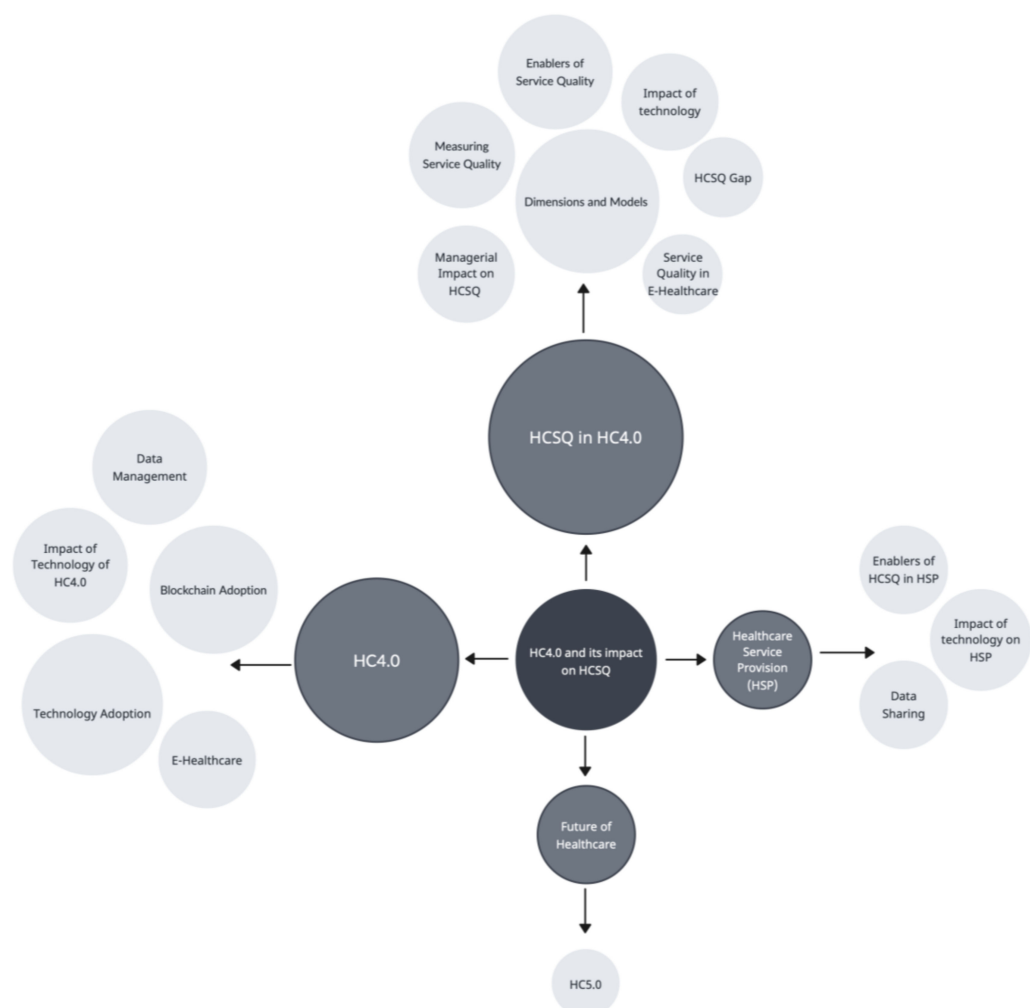 Enablers of
Service Quality
Impact of
technology
Measuring
Service Quality
HCSQ Gap
Dimensions and Models
Managerial
Impact on
HCSQ
Service
Quality in
E-Healthcare
HCSQ in HC4.0
Data
Management
Impact of
Technology of
HC4.0
Blockchain Adoption
Technology Adoption
E-Healthcare
HC4.0
HC4.0 and its impact
on HCSQ
Healthcare
Service
Provision
(HSP)
Enablers of
HCSQ in HSP
Impact of
technology on
HSP
Data
Sharing
Future of
Healthcare
HC5.0